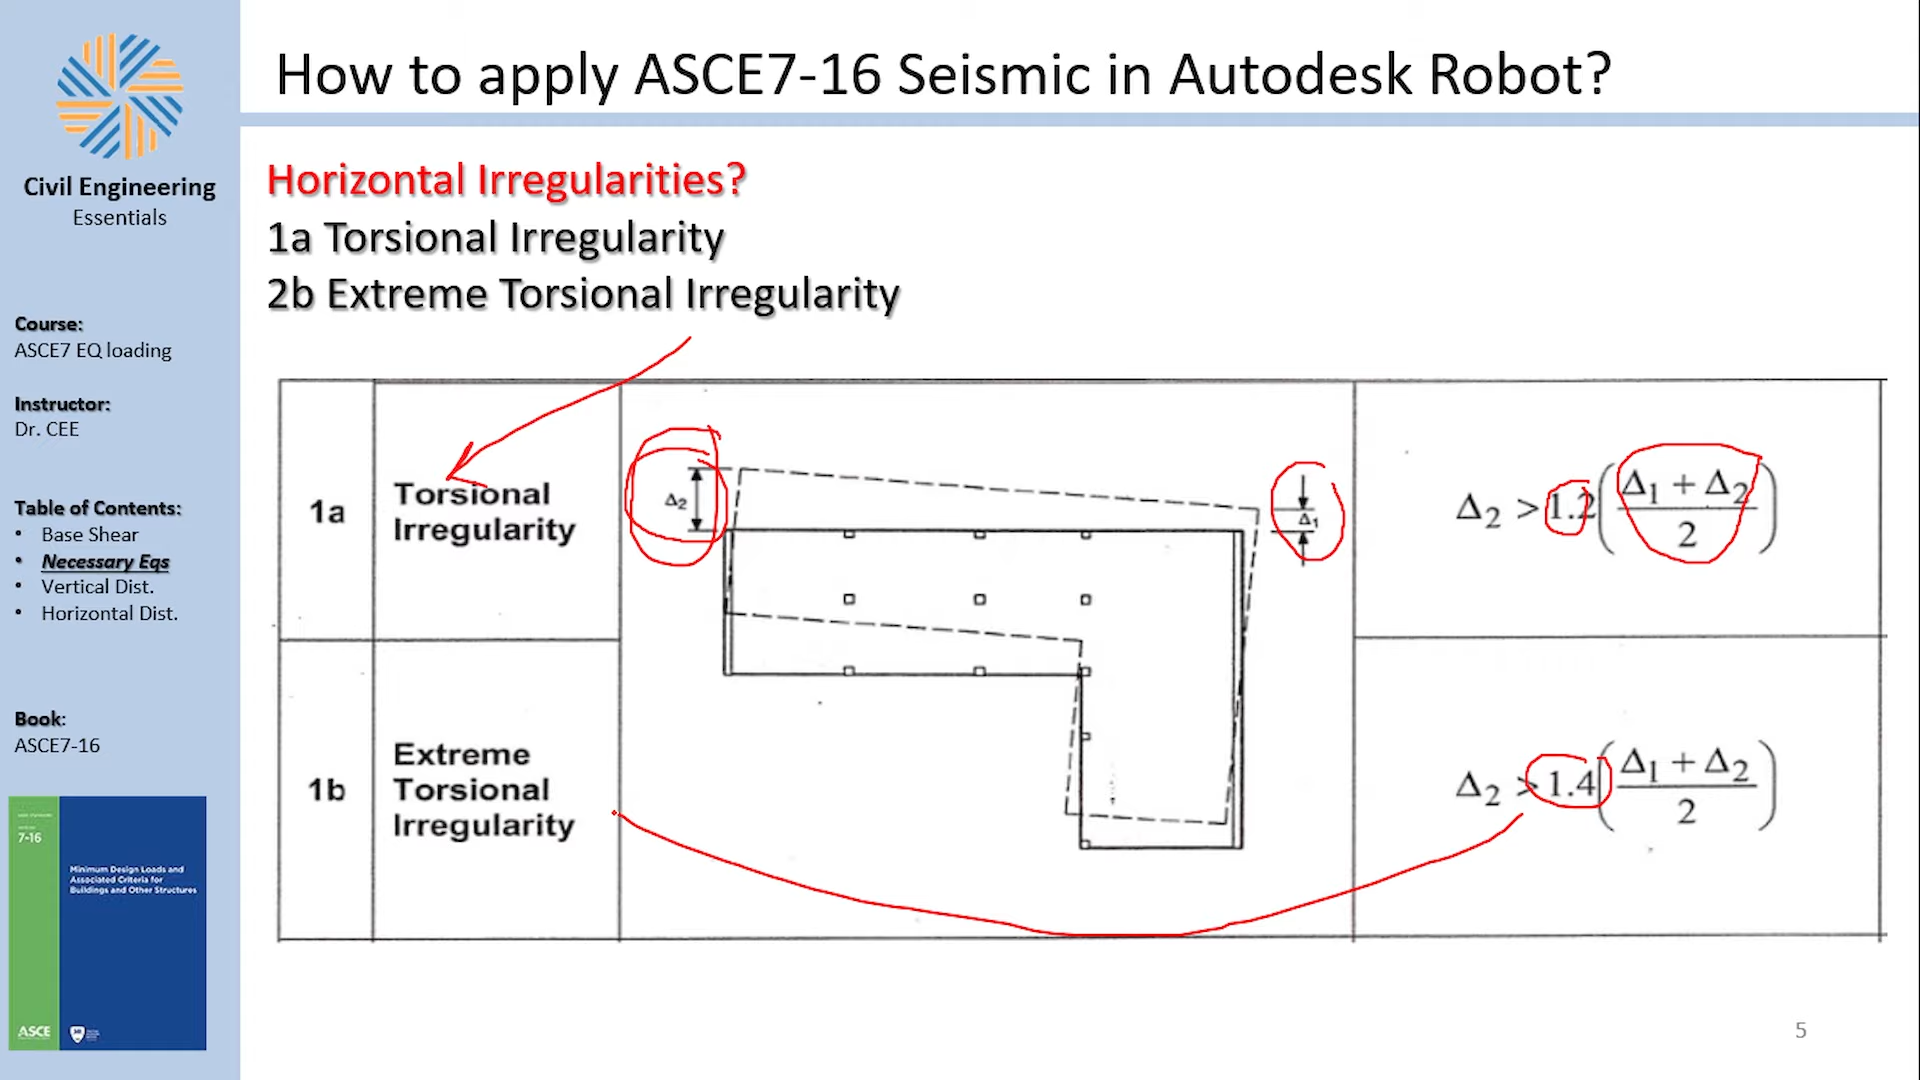 How to apply ASCE7-16 Seismic in Autodesk Robot?
Civil Engineering
Essentials
Course:
ASCE7 EQ loading
Instructor:
Dr. CEE
Table of Contents:
• Base Shear
• Necessary Eqs
• Vertical Dist.
• Horizontal Dist.
Book:
ASCE7-16
7-16
Minimum Design Loads and
Associated Criteria for
Buildings and Other Structures
ASCE
Horizontal Irregularities?
1a Torsional Irregularity
2b Extreme Torsional Irregularity
1a
Torsional
Irregularity
Δ2
Δ1
Δ2 > 1.2 ( (Δ1 + Δ2) / 2 )
1b
Extreme
Torsional
Irregularity
Δ2 > 1.4 ( (Δ1 + Δ2) / 2 )
5